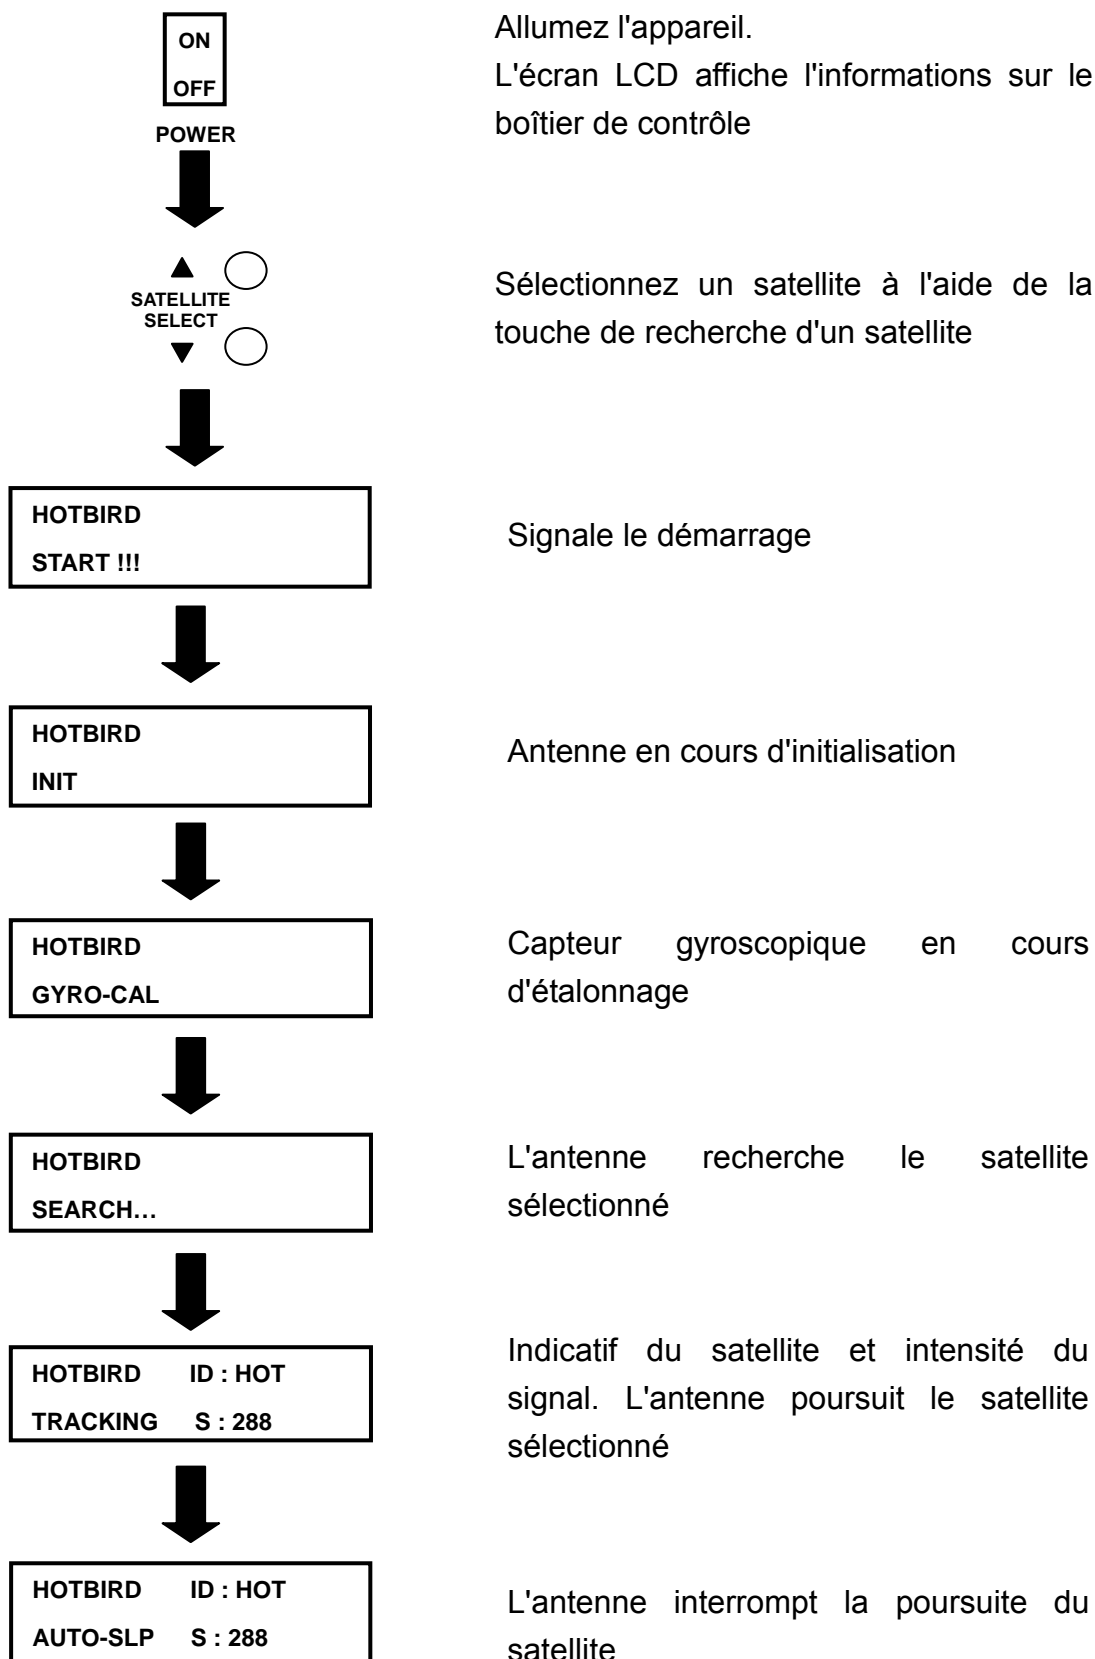 ON
OFF
POWER
Allumez l'appareil.
L'écran LCD affiche l'informations sur le
boîtier de contrôle
▲
SATELLITE
SELECT
▼
Sélectionnez un satellite à l'aide de la
touche de recherche d'un satellite
HOTBIRD
START !!!
Signale le démarrage
HOTBIRD
INIT
Antenne en cours d'initialisation
HOTBIRD
GYRO-CAL
Capteur gyroscopique en cours
d'étalonnage
HOTBIRD
SEARCH…
L'antenne recherche le satellite
sélectionné
HOTBIRD ID : HOT
TRACKING S : 288
Indicatif du satellite et intensité du
signal. L'antenne poursuit le satellite
sélectionné
HOTBIRD ID : HOT
AUTO-SLP S : 288
L'antenne interrompt la poursuite du
satellite